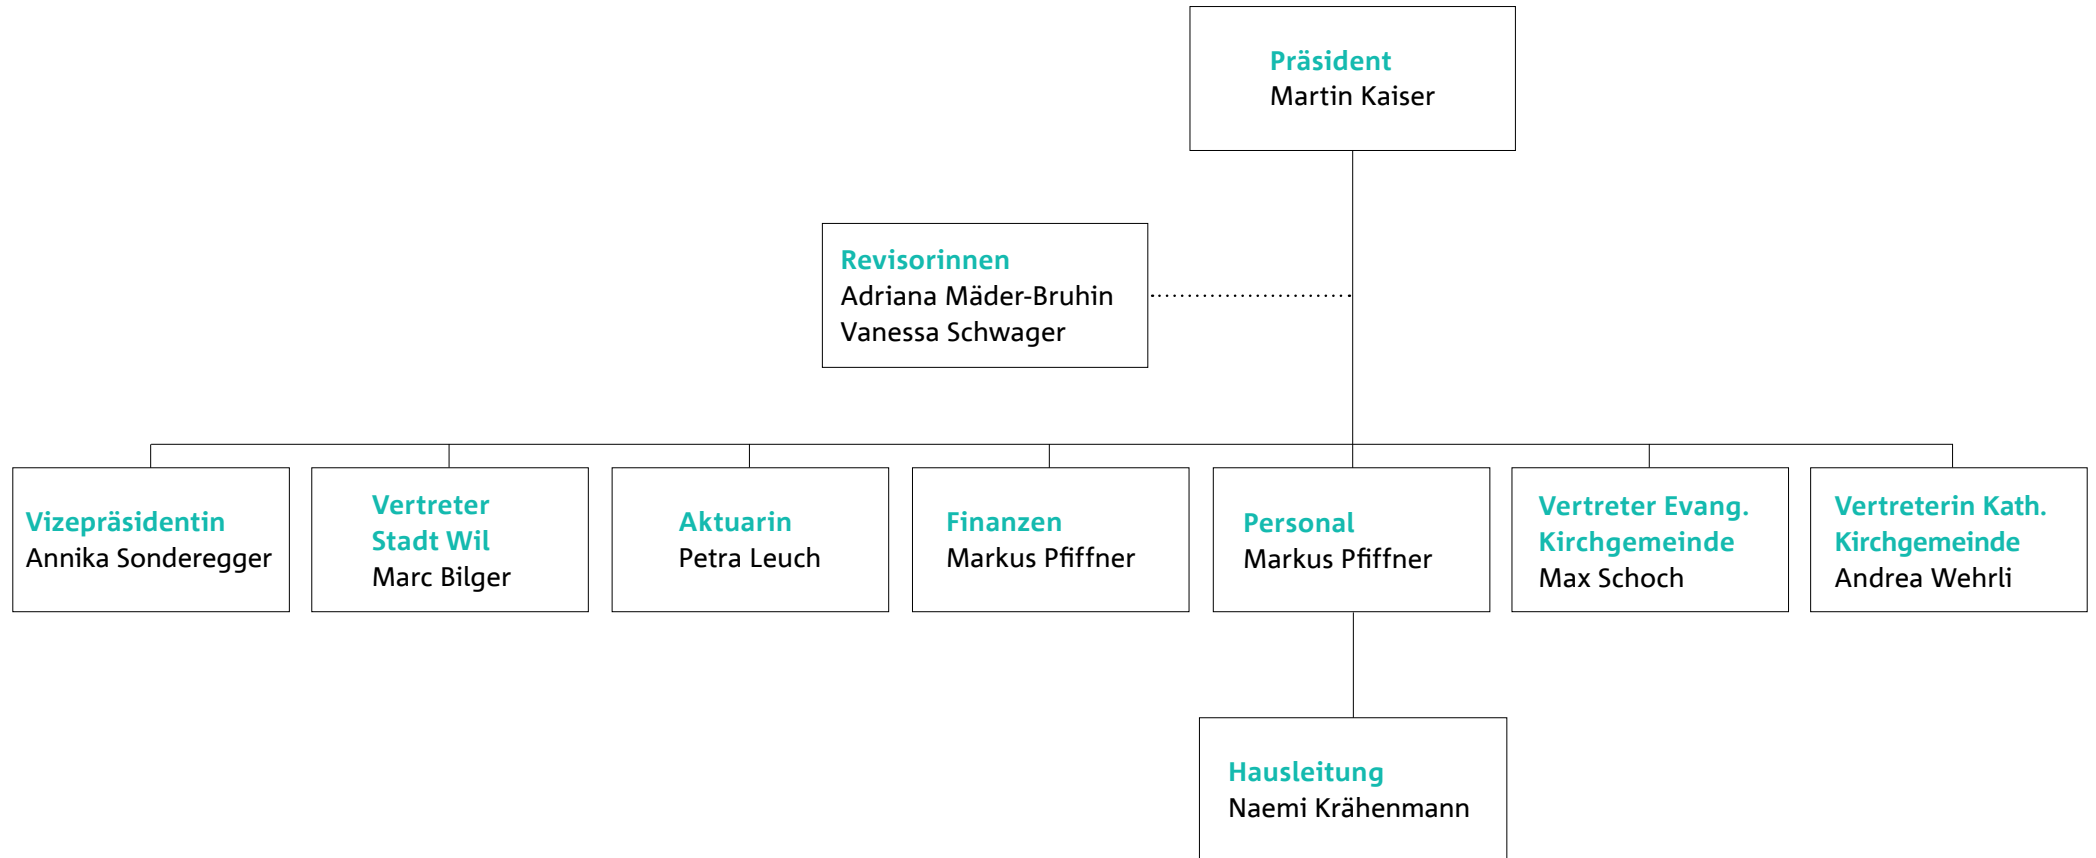 Präsident
Martin Kaiser
Revisorinnen
Adriana Mäder-Bruhin
Vanessa Schwager
Vizepräsidentin
Annika Sonderegger
Vertreter
Stadt Wil
Marc Bilger
Aktuarin
Petra Leuch
Finanzen
Markus Pfiffner
Personal
Markus Pfiffner
Vertreter Evang.
Kirchgemeinde
Max Schoch
Vertreterin Kath.
Kirchgemeinde
Andrea Wehrli
Hausleitung
Naemi Krähenmann